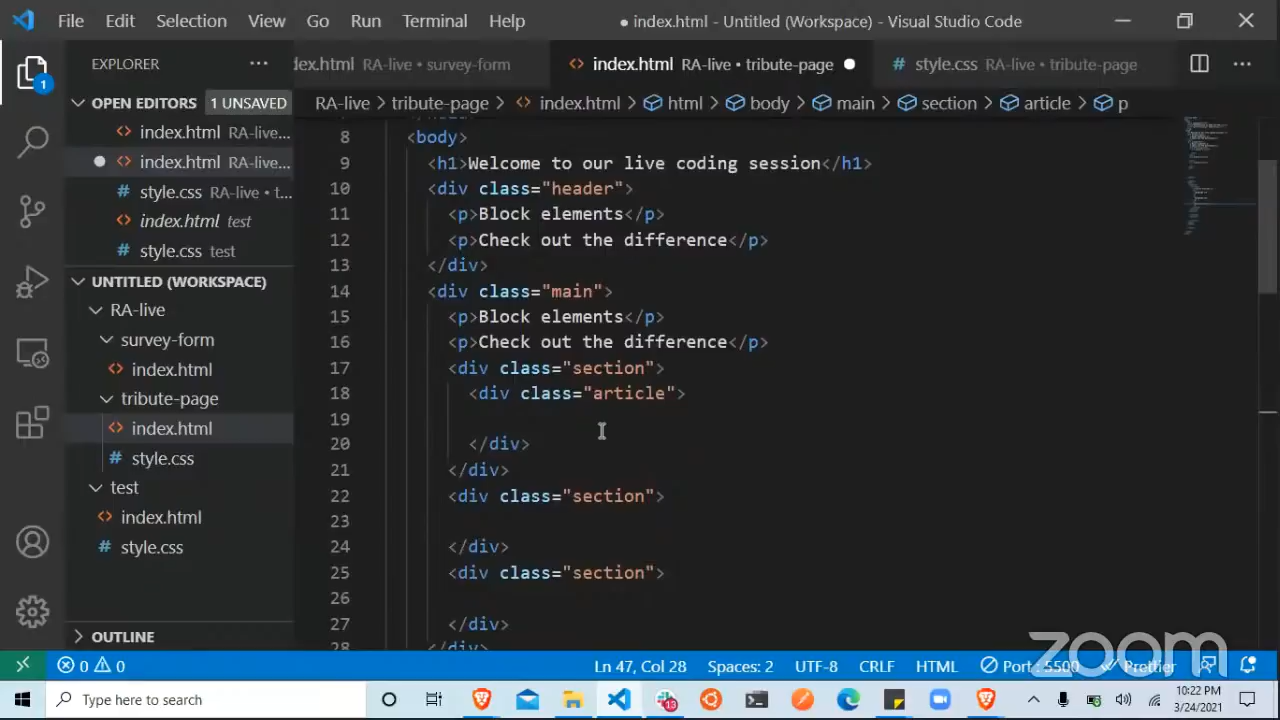 File Edit Selection View Go Run Terminal Help ● index.html - Untitled (Workspace) - Visual Studio Code
EXPLORER ···
dex.html RA-live • survey-form <> index.html RA-live • tribute-page ● # style.css RA-live • tribute-page ···
OPEN EDITORS 1 UNSAVED
RA-live > tribute-page > <> index.html > html > body > main > section > article > p
1
<> index.html RA-live...
● <> index.html RA-live...
# style.css RA-live • t...
<> index.html test
# style.css test
UNTITLED (WORKSPACE)
RA-live
survey-form
<> index.html
tribute-page
<> index.html
# style.css
test
<> index.html
# style.css
OUTLINE
8 <body>
9 <h1>Welcome to our live coding session</h1>
10 <div class="header">
11 <p>Block elements</p>
12 <p>Check out the difference</p>
13 </div>
14 <div class="main">
15 <p>Block elements</p>
16 <p>Check out the difference</p>
17 <div class="section">
18 <div class="article">
19
20 </div>
21 </div>
22 <div class="section">
23
24 </div>
25 <div class="section">
26
27 </div>
28 </div>
zoom
0 0 Ln 47, Col 28 Spaces: 2 UTF-8 CRLF HTML Port : 5500 Prettier
Type here to search
13
10:22 PM
3/24/2021